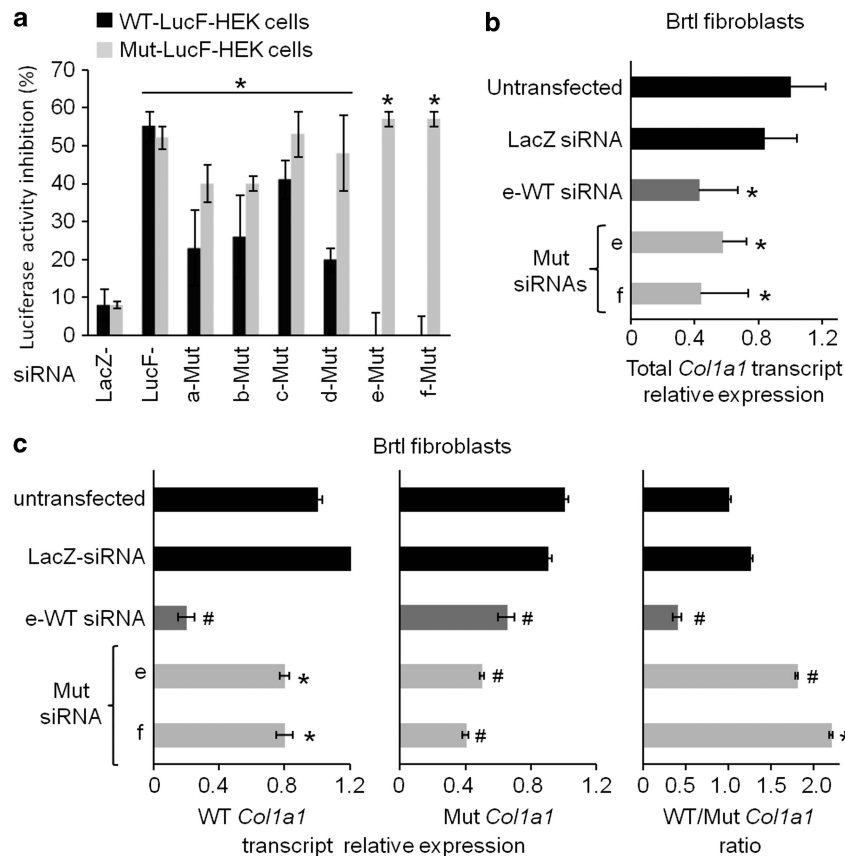 a
WT-LucF-HEK cells
Mut-LucF-HEK cells
Luciferase activity inhibition (%)
70
60
50
40
30
20
10
0
*
*
*
siRNA
LacZ-
LucF-
a-Mut
b-Mut
c-Mut
d-Mut
e-Mut
f-Mut
b
Brtl fibroblasts
Untransfected
LacZ siRNA
e-WT siRNA
*
Mut
siRNAs
e
*
f
*
0
0.4
0.8
1.2
Total Col1a1 transcript
relative expression
c
Brtl fibroblasts
untransfected
LacZ-siRNA
e-WT siRNA
#
#
#
Mut
siRNA
e
*
#
#
f
*
#
*
0
0.4
0.8
1.2
0
0.4
0.8
1.2
0
0.5
1.0
1.5
2.0
WT Col1a1
Mut Col1a1
transcript relative expression
WT/Mut Col1a1
ratio